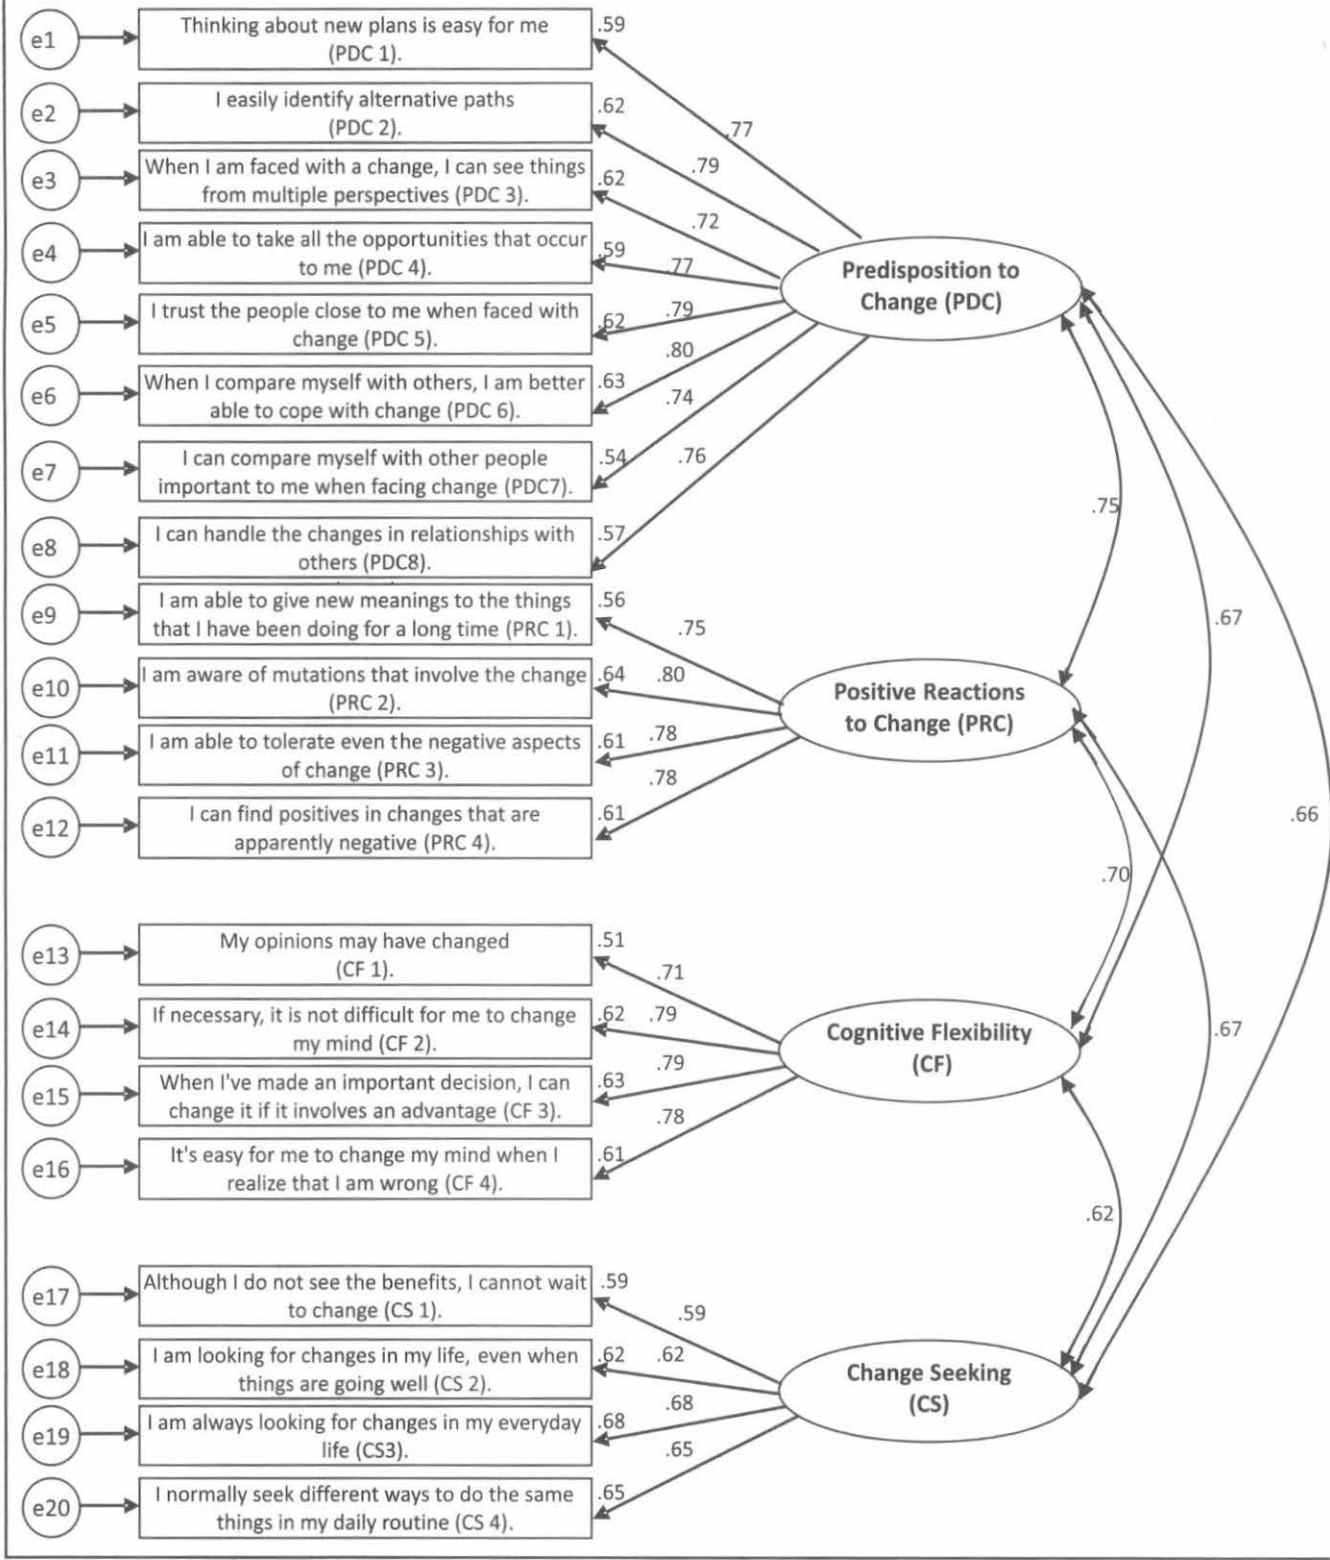 e1
Thinking about new plans is easy for me
(PDC 1).
.59
.77
e2
I easily identify alternative paths
(PDC 2).
.62
.79
e3
When I am faced with a change, I can see things
from multiple perspectives (PDC 3).
.62
.72
e4
I am able to take all the opportunities that occur
to me (PDC 4).
.59
.77
e5
I trust the people close to me when faced with
change (PDC 5).
.62
.79
e6
When I compare myself with others, I am better
able to cope with change (PDC 6).
.63
.80
e7
I can compare myself with other people
important to me when facing change (PDC7).
.54
.74
e8
I can handle the changes in relationships with
others (PDC8).
.57
.76
Predisposition to
Change (PDC)
e9
I am able to give new meanings to the things
that I have been doing for a long time (PRC 1).
.56
.75
e10
I am aware of mutations that involve the change
(PRC 2).
.64
.80
e11
I am able to tolerate even the negative aspects
of change (PRC 3).
.61
.78
e12
I can find positives in changes that are
apparently negative (PRC 4).
.61
.78
Positive Reactions
to Change (PRC)
e13
My opinions may have changed
(CF 1).
.51
.71
e14
If necessary, it is not difficult for me to change
my mind (CF 2).
.62
.79
e15
When I've made an important decision, I can
change it if it involves an advantage (CF 3).
.63
.79
e16
It's easy for me to change my mind when I
realize that I am wrong (CF 4).
.61
.78
Cognitive Flexibility
(CF)
e17
Although I do not see the benefits, I cannot wait
to change (CS 1).
.59
.59
e18
I am looking for changes in my life, even when
things are going well (CS 2).
.62
.62
e19
I am always looking for changes in my everyday
life (CS3).
.68
.68
e20
I normally seek different ways to do the same
things in my daily routine (CS 4).
.65
.65
Change Seeking
(CS)
.75
.67
.66
.70
.67
.62